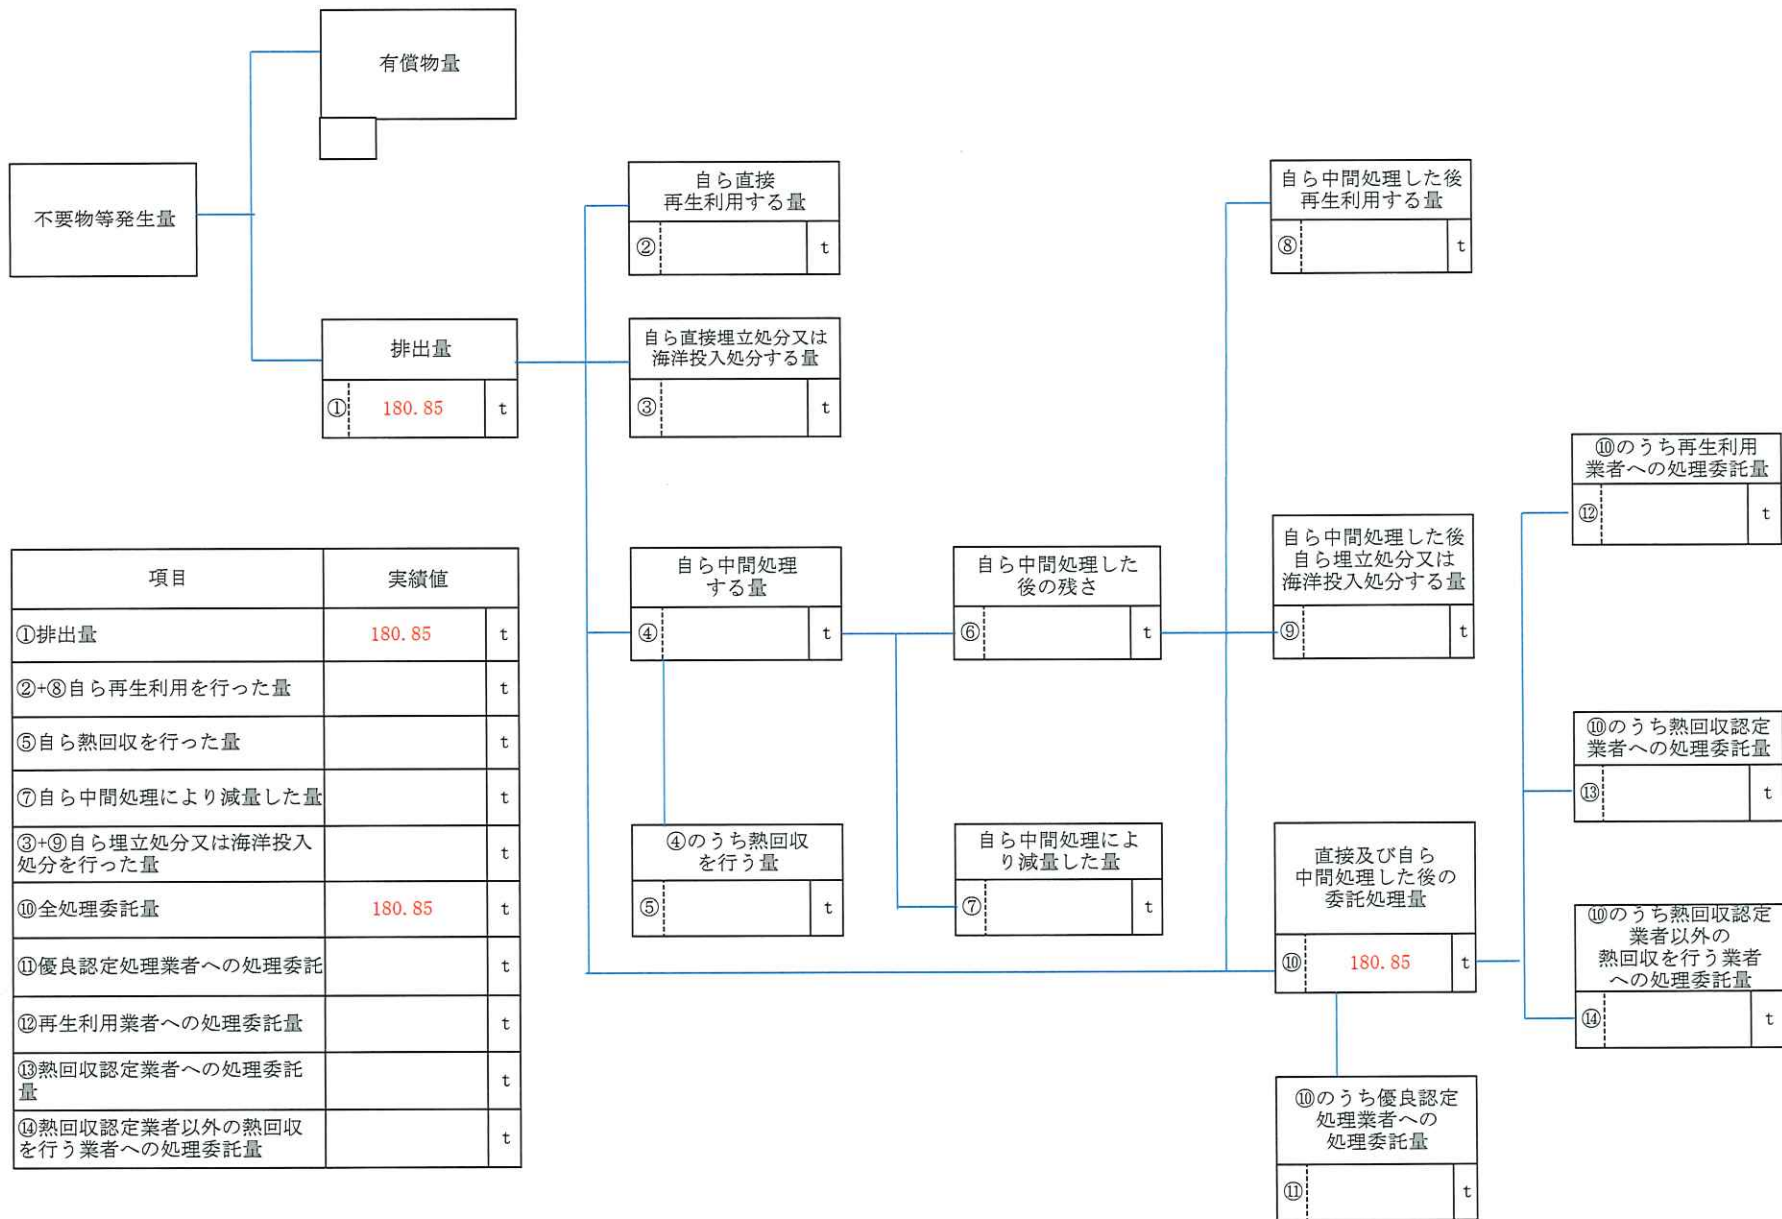 有償物量
不要物等発生量
排出量
① 180.85 t
自ら直接
再生利用する量
② t
自ら直接埋立処分又は
海洋投入処分する量
③ t
自ら中間処理
する量
④ t
④のうち熱回収
を行う量
⑤ t
自ら中間処理した
後の残さ
⑥ t
自ら中間処理によ
り減量した量
⑦ t
自ら中間処理した後
再生利用する量
⑧ t
自ら中間処理した後
自ら埋立処分又は
海洋投入処分する量
⑨ t
直接及び自ら
中間処理した後の
委託処理量
⑩ 180.85 t
⑩のうち優良認定
処理業者への
処理委託量
⑪ t
⑩のうち再生利用
業者への処理委託量
⑫ t
⑩のうち熱回収認定
業者への処理委託量
⑬ t
⑩のうち熱回収認定
業者以外の
熱回収を行う業者
への処理委託量
⑭ t
項目 実績値
①排出量 180.85 t
②+⑧自ら再生利用を行った量 t
⑤自ら熱回収を行った量 t
⑦自ら中間処理により減量した量 t
③+⑨自ら埋立処分又は海洋投入
処分を行った量 t
⑩全処理委託量 180.85 t
⑪優良認定処理業者への処理委託 t
⑫再生利用業者への処理委託量 t
⑬熱回収認定業者への処理委託
量 t
⑭熱回収認定業者以外の熱回収
を行う業者への処理委託量 t